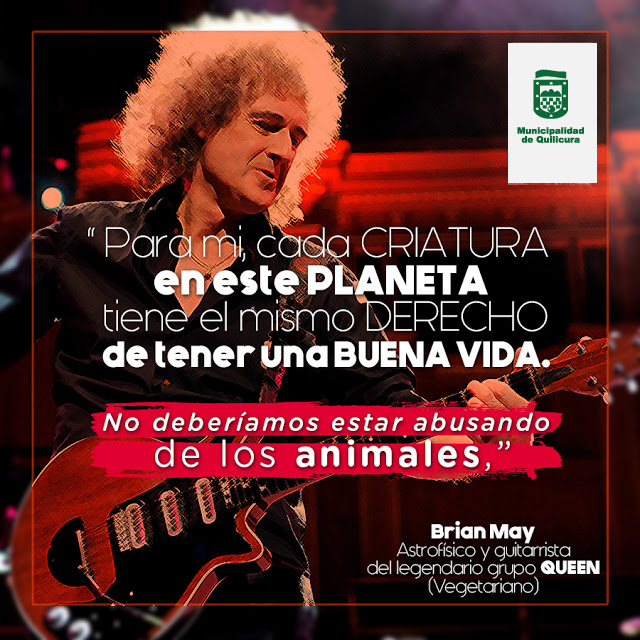 Municipalidad
de Quilicura
“ Para mi, cada CRIATURA
en este PLANETA
tiene el mismo DERECHO
de tener una BUENA VIDA.
No deberíamos estar abusando
de los animales,”
Brian May
Astrofísico y guitarrista
del legendario grupo QUEEN
(Vegetariano)